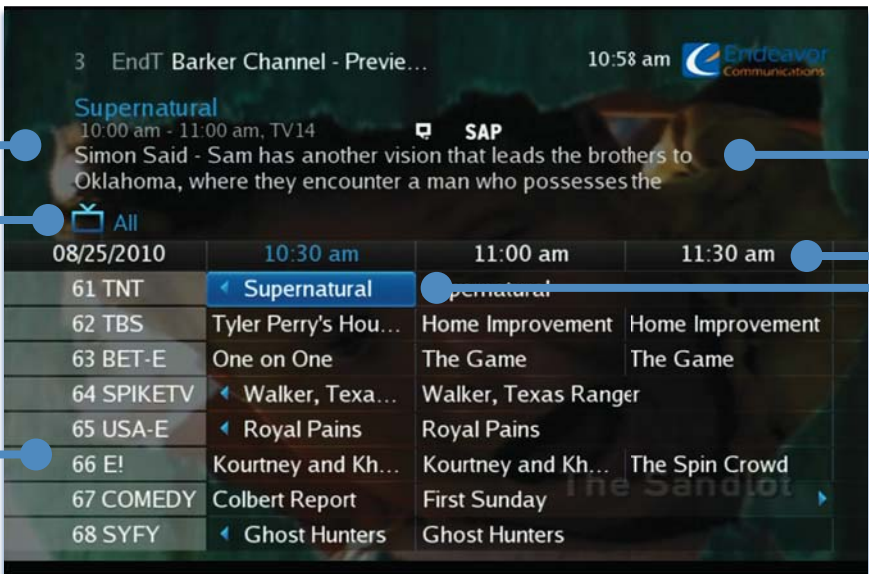 3 EndT Barker Channel - Previe...
10:58 am
Endeavor
Communications
Supernatural
10:00 am - 11:00 am, TV14 SAP
Simon Said - Sam has another vision that leads the brothers to
Oklahoma, where they encounter a man who possesses the
All
08/25/2010 10:30 am 11:00 am 11:30 am
61 TNT Supernatural Supernatural
62 TBS Tyler Perry's Hou... Home Improvement Home Improvement
63 BET-E One on One The Game The Game
64 SPIKETV Walker, Texa... Walker, Texas Ranger
65 USA-E Royal Pains Royal Pains
66 E! Kourtney and Kh... Kourtney and Kh... The Spin Crowd
67 COMEDY Colbert Report First Sunday
The Sandlot
68 SYFY Ghost Hunters Ghost Hunters